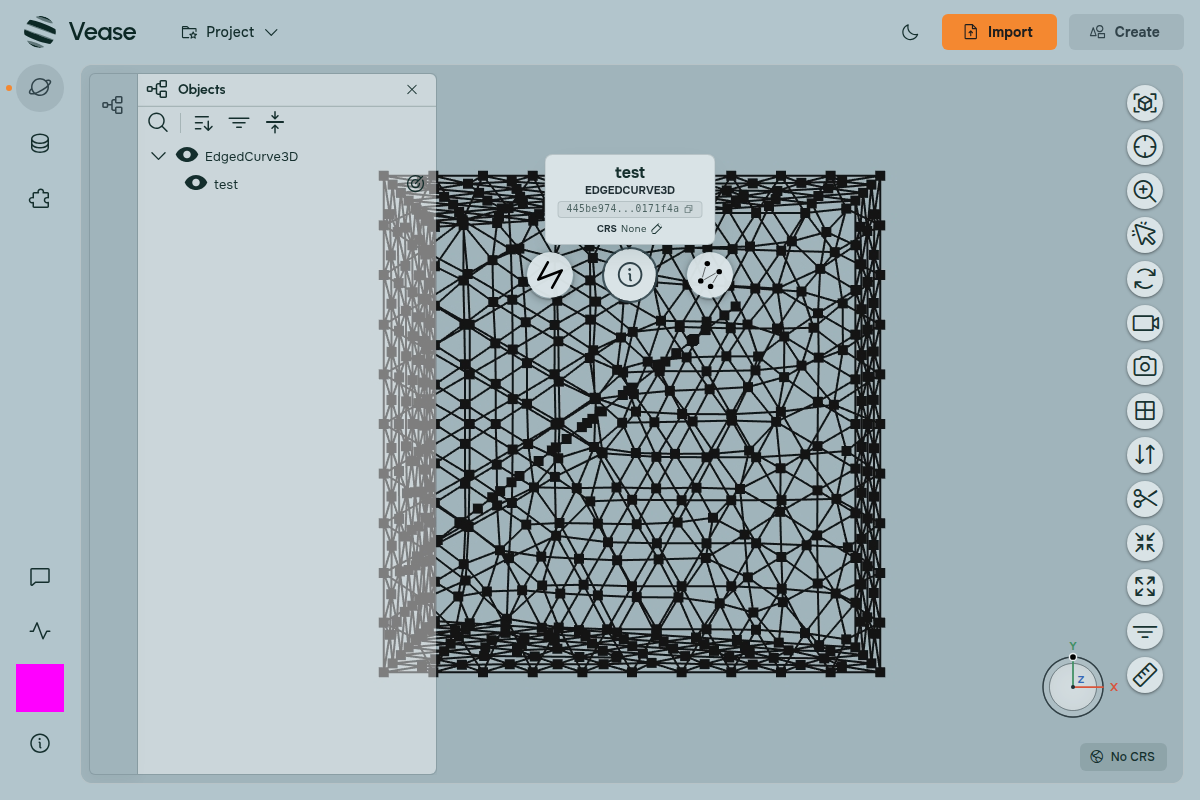 Vease
Project
Import
Create
Objects
EdgedCurve3D
test
test
EDGEDCURVE3D
445be974...0171f4a
CRS None
Y
Z
X
No CRS